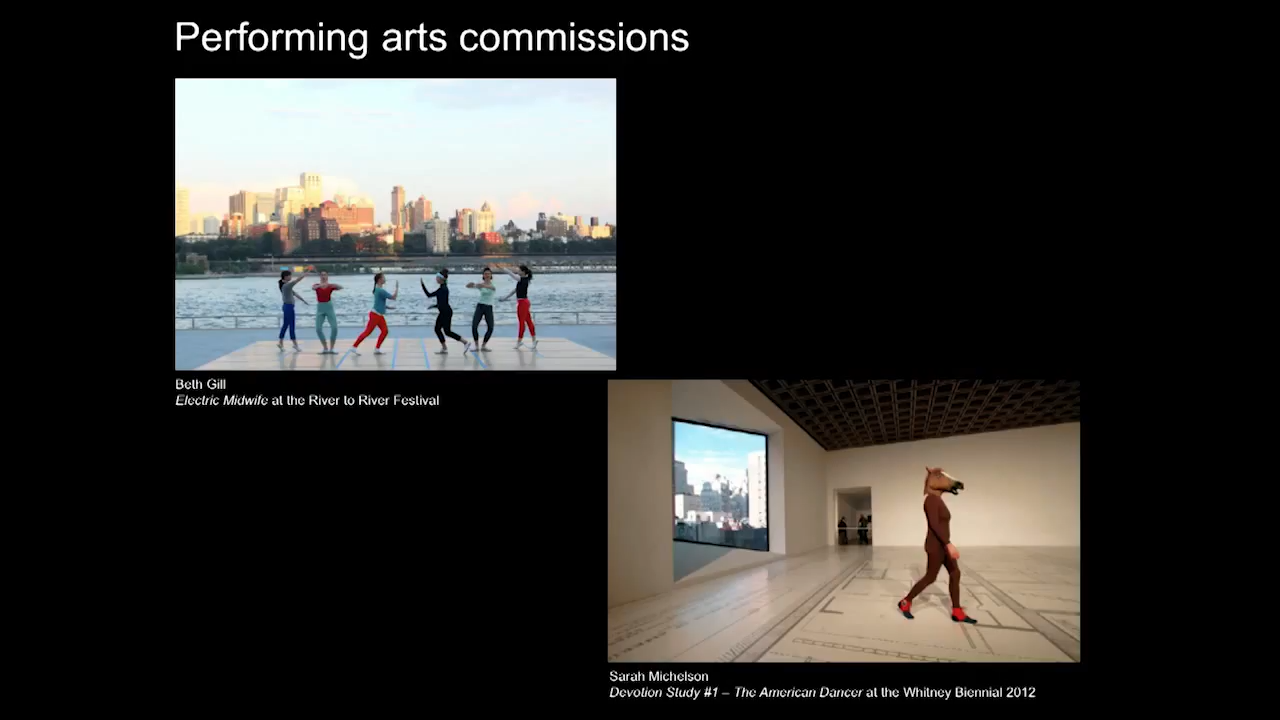 Performing arts commissions
Beth Gill
Electric Midwife at the River to River Festival
Sarah Michelson
Devotion Study #1 – The American Dancer at the Whitney Biennial 2012